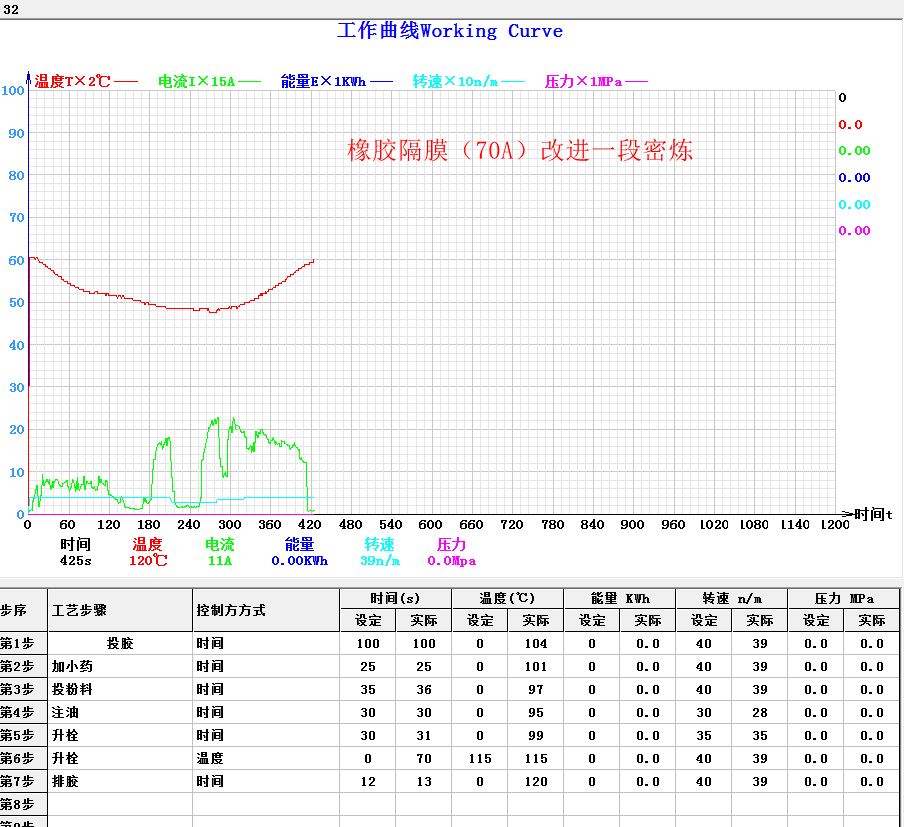 32
工作曲线Working Curve
温度T×2℃ 电流I×15A 能量E×1KWh 转速×10n/m 压力×1MPa
100
90
80
70
60
50
40
30
20
10
0
0
0.0
0.00
0.00
0.00
0.00
橡胶隔膜（70A）改进一段密炼
0 60 120 180 240 300 360 420 480 540 600 660 720 780 840 900 960 1020 1080 1140 1200 时间t
时间 温度 电流 能量 转速 压力
425s 120℃ 11A 0.00KWh 39n/m 0.0Mpa
步序 工艺步骤 控制方方式 时间(s) 温度(℃) 能量 KWh 转速 n/m 压力 MPa
设定 实际 设定 实际 设定 实际 设定 实际 设定 实际
第1步 投胶 时间 100 100 0 104 0 0.0 40 39 0.0 0.0
第2步 加小药 时间 25 25 0 101 0 0.0 40 39 0.0 0.0
第3步 投粉料 时间 35 36 0 97 0 0.0 40 39 0.0 0.0
第4步 注油 时间 30 30 0 95 0 0.0 30 28 0.0 0.0
第5步 升栓 时间 30 31 0 99 0 0.0 35 35 0.0 0.0
第6步 升栓 温度 0 70 115 115 0 0.0 40 39 0.0 0.0
第7步 排胶 时间 12 13 0 120 0 0.0 40 39 0.0 0.0
第8步